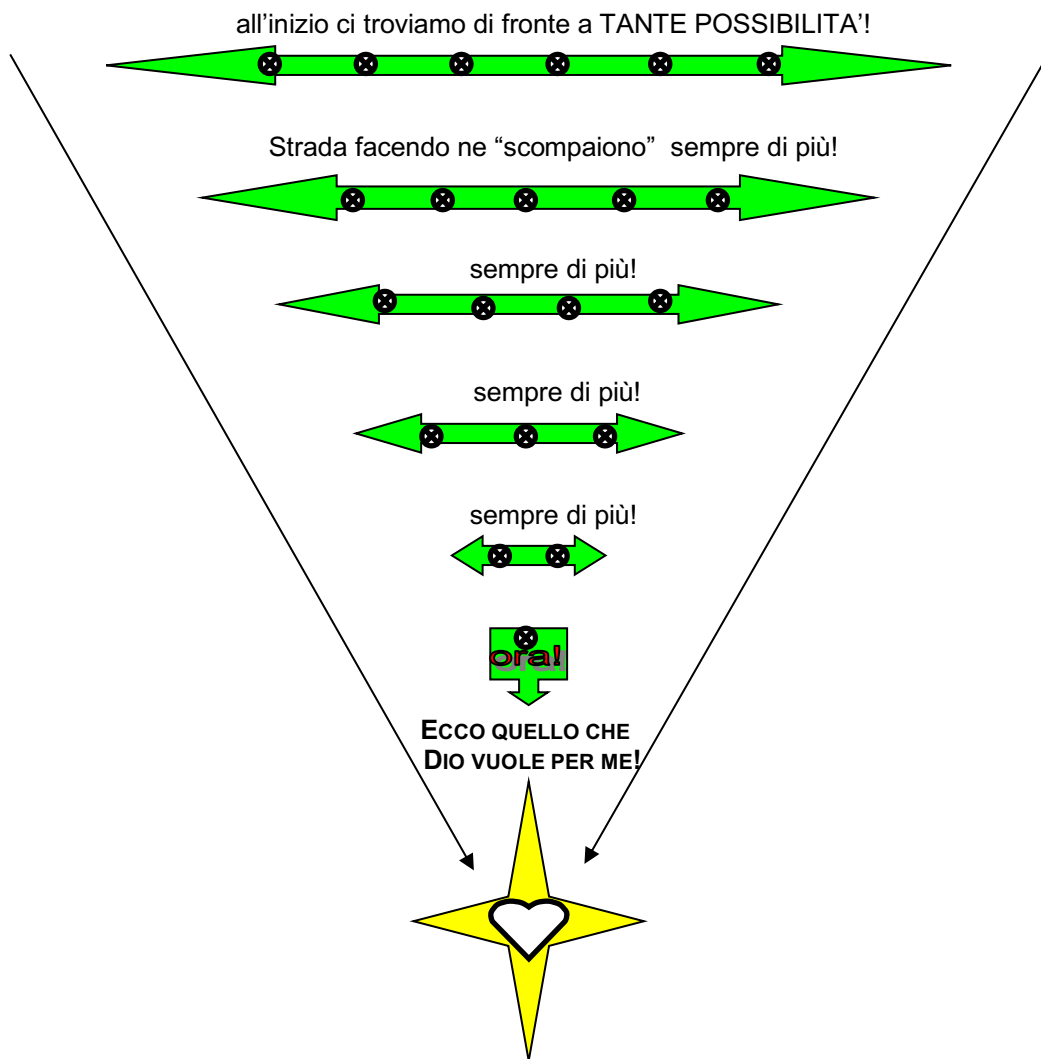 all’inizio ci troviamo di fronte a TANTE POSSIBILITA’!
Strada facendo ne “scompaiono” sempre di più!
sempre di più!
sempre di più!
sempre di più!
ora!
ECCO QUELLO CHE
DIO VUOLE PER ME!